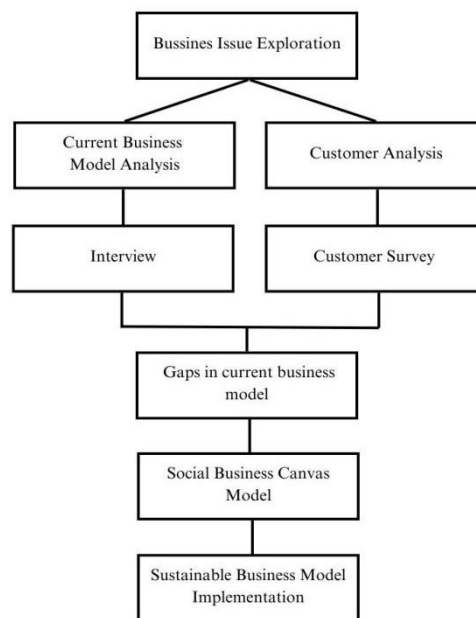 Bussines Issue Exploration
Current Business
Model Analysis
Customer Analysis
Interview
Customer Survey
Gaps in current business
model
Social Business Canvas
Model
Sustainable Business Model
Implementation